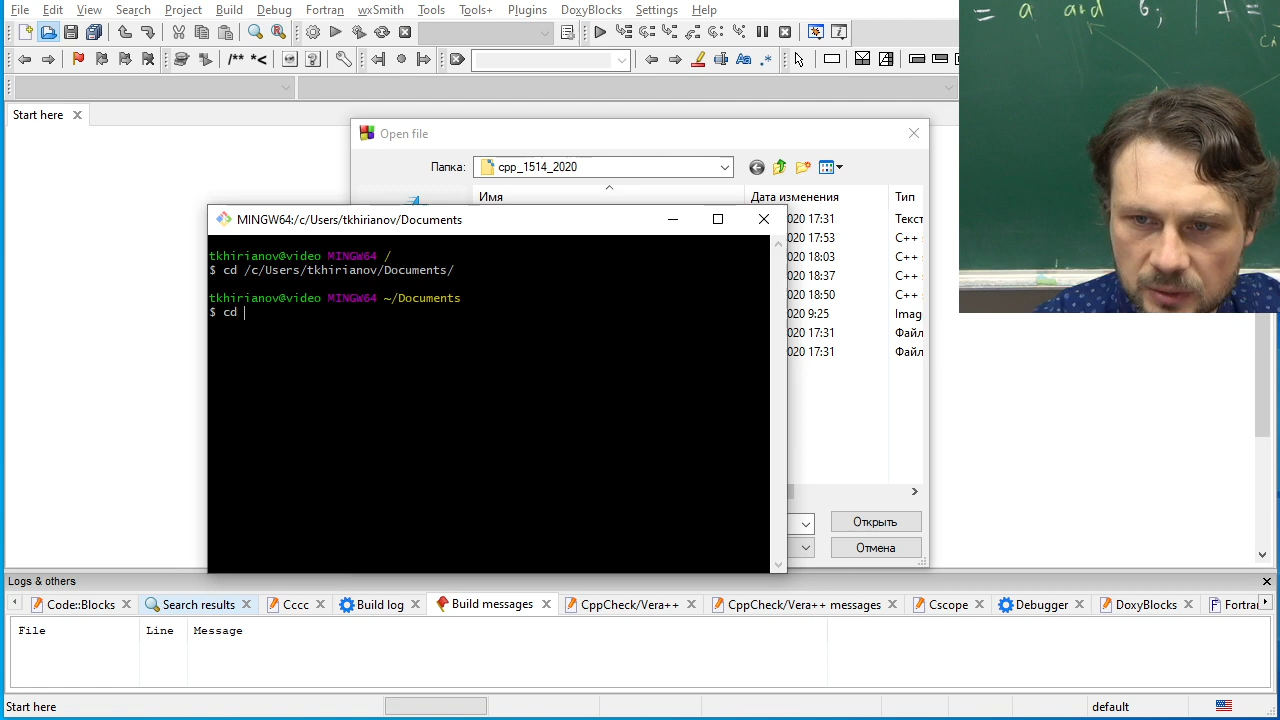 File Edit View Search Project Build Debug Fortran wxSmith Tools Tools+ Plugins DoxyBlocks Settings Help
= a and b; | f =
/** *<
Aa .*
Start here
Open file
Папка: cpp_1514_2020
Имя Дата изменения Тип
MINGW64:/c/Users/tkhirianov/Documents
020 17:31 Текст
020 17:53 C++
020 18:03 C++
020 18:37 C++
020 18:50 C++
020 9:25 Imag
020 17:31 Файл
020 17:31 Файл
tkhirianov@video MINGW64 /
$ cd /c/Users/tkhirianov/Documents/
tkhirianov@video MINGW64 ~/Documents
$ cd
Открыть
Отмена
Logs & others
Code::Blocks Search results Cccc Build log Build messages CppCheck/Vera++ CppCheck/Vera++ messages Cscope Debugger DoxyBlocks Fortra
File Line Message
Start here default